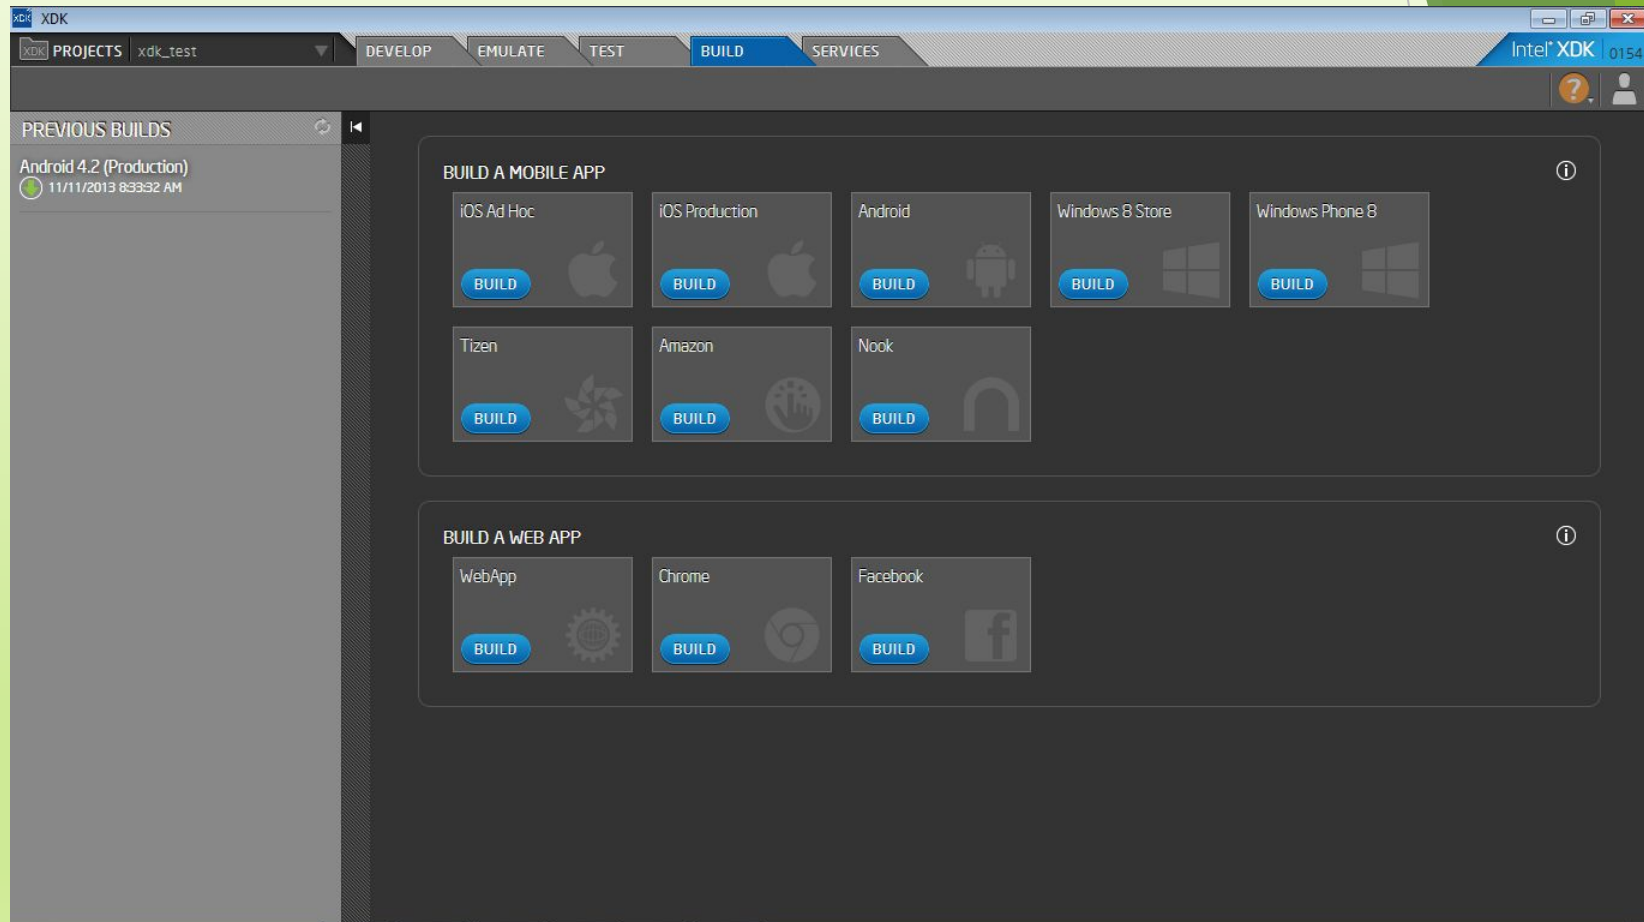 XDK XDK
XDK PROJECTS xdk_test DEVELOP EMULATE TEST BUILD SERVICES Intel® XDK 0154
?
PREVIOUS BUILDS
Android 4.2 (Production)
11/11/2013 8:33:32 AM
BUILD A MOBILE APP
iOS Ad Hoc iOS Production Android Windows 8 Store Windows Phone 8
BUILD BUILD BUILD BUILD BUILD
Tizen Amazon Nook
BUILD BUILD BUILD
BUILD A WEB APP
WebApp Chrome Facebook
BUILD BUILD BUILD